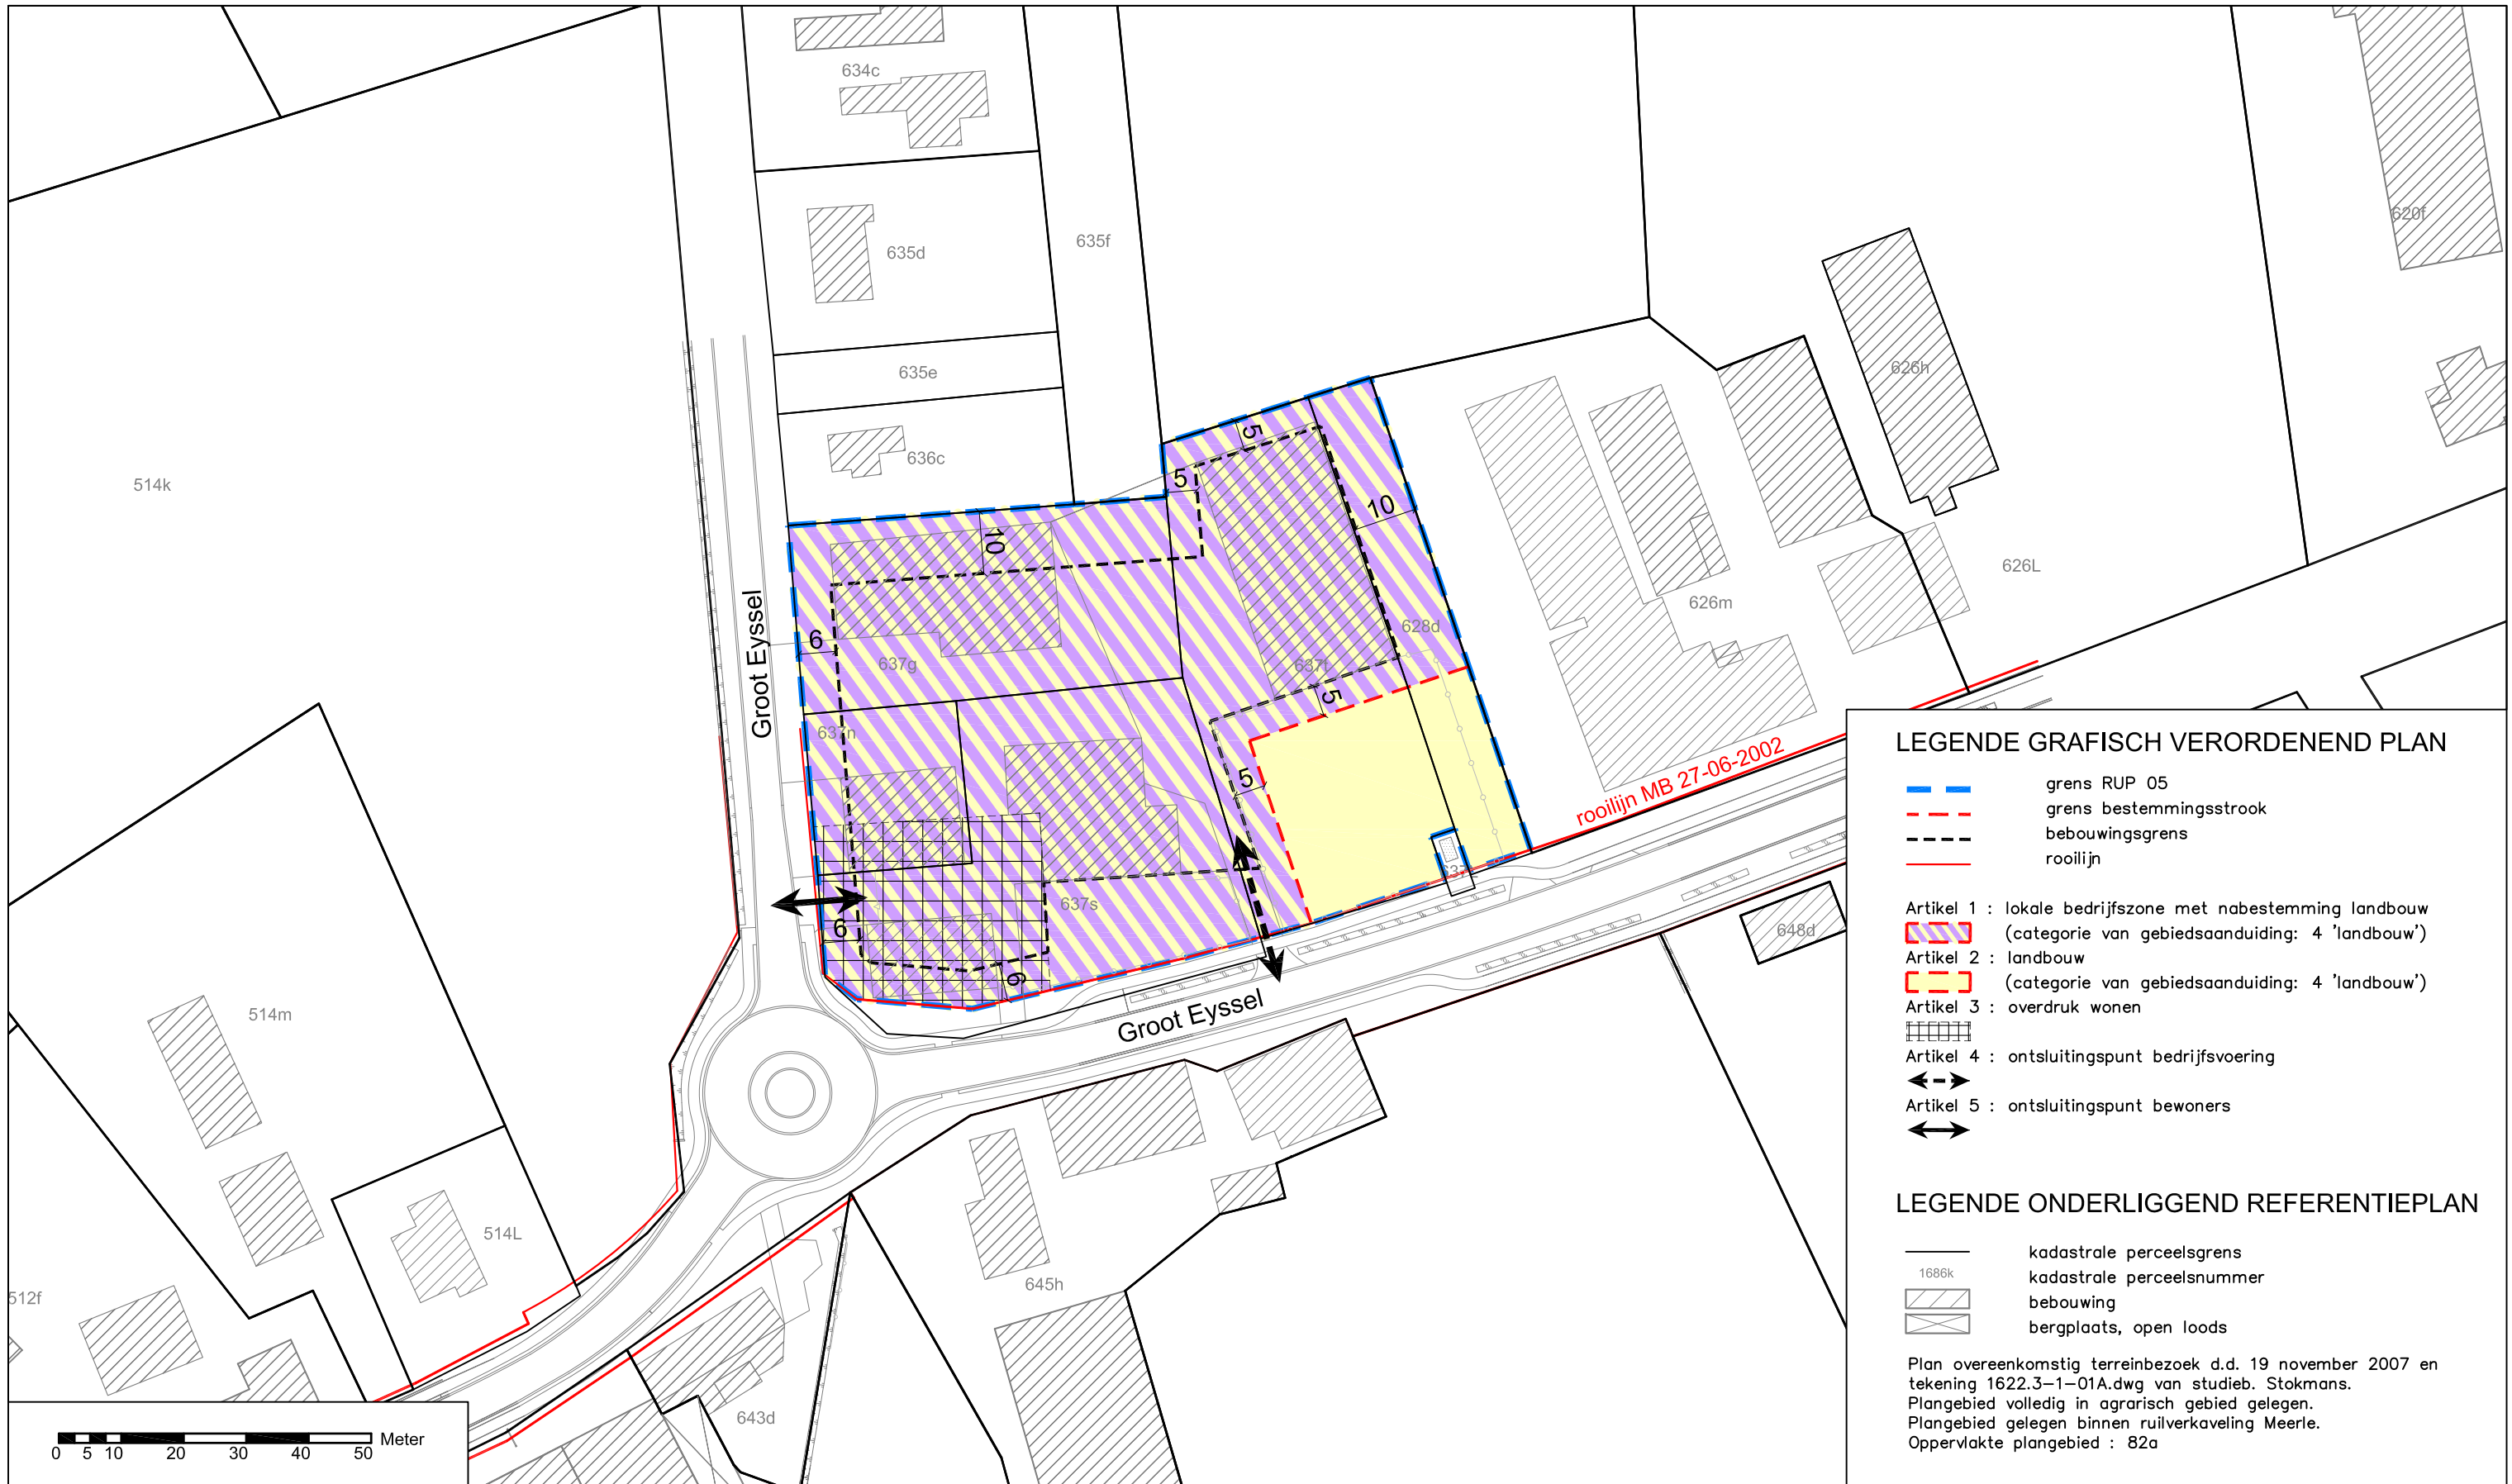 634c
635d
635f
620f
635e
626h
636c
514k
5
5
10
10
626L
626m
628d
6
637g
637f
Groot Eyssel
5
637n
5
rooilijn MB 27-06-2002
637s
6
6
648d
Groot Eyssel
514m
514L
645h
512f
643d
0 5 10 20 30 40 50 Meter
LEGENDE GRAFISCH VERORDENEND PLAN
grens RUP 05
grens bestemmingsstrook
bebouwingsgrens
rooilijn
Artikel 1 : lokale bedrijfszone met nabestemming landbouw
(categorie van gebiedsaanduiding: 4 'landbouw')
Artikel 2 : landbouw
(categorie van gebiedsaanduiding: 4 'landbouw')
Artikel 3 : overdruk wonen
Artikel 4 : ontsluitingspunt bedrijfsvoering
Artikel 5 : ontsluitingspunt bewoners
LEGENDE ONDERLIGGEND REFERENTIEPLAN
kadastrale perceelsgrens
1686k kadastrale perceelsnummer
bebouwing
bergplaats, open loods
Plan overeenkomstig terreinbezoek d.d. 19 november 2007 en
tekening 1622.3-1-01A.dwg van studieb. Stokmans.
Plangebied volledig in agrarisch gebied gelegen.
Plangebied gelegen binnen ruilverkaveling Meerle.
Oppervlakte plangebied : 82a